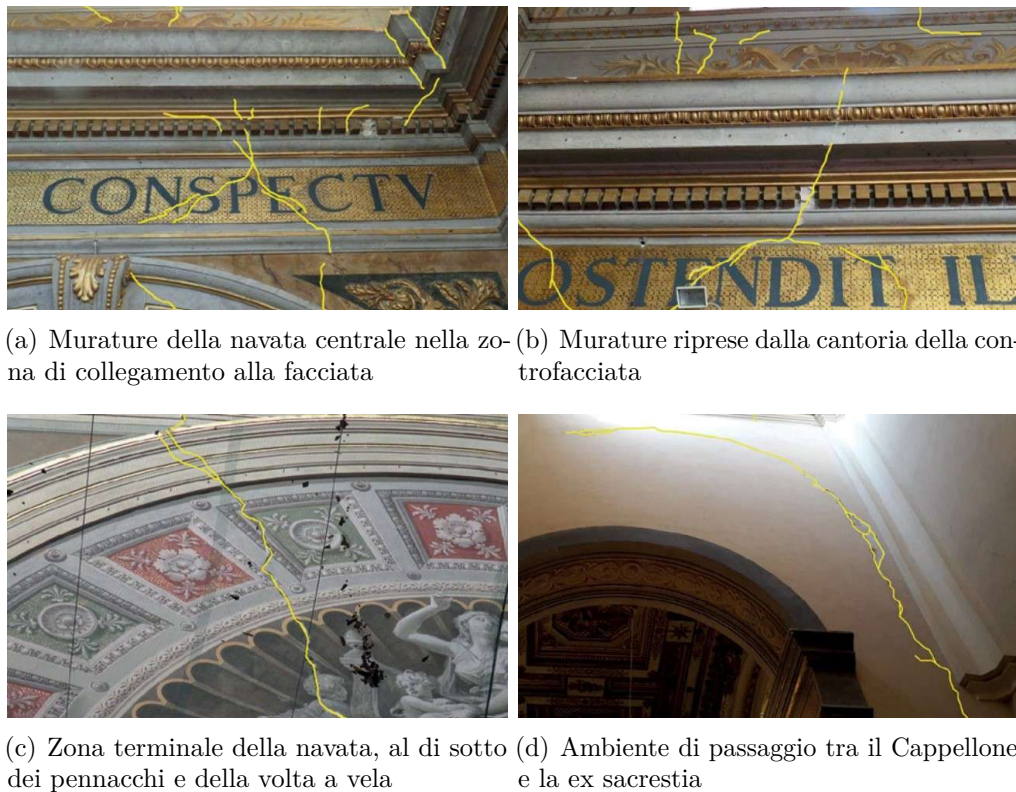 CONSPECTV
OSTENDIT IL
(a) Murature della navata centrale nella zo-
na di collegamento alla facciata
(b) Murature riprese dalla cantoria della con-
trofacciata
(c) Zona terminale della navata, al di sotto
dei pennacchi e della volta a vela
(d) Ambiente di passaggio tra il Cappellone
e la ex sacrestia